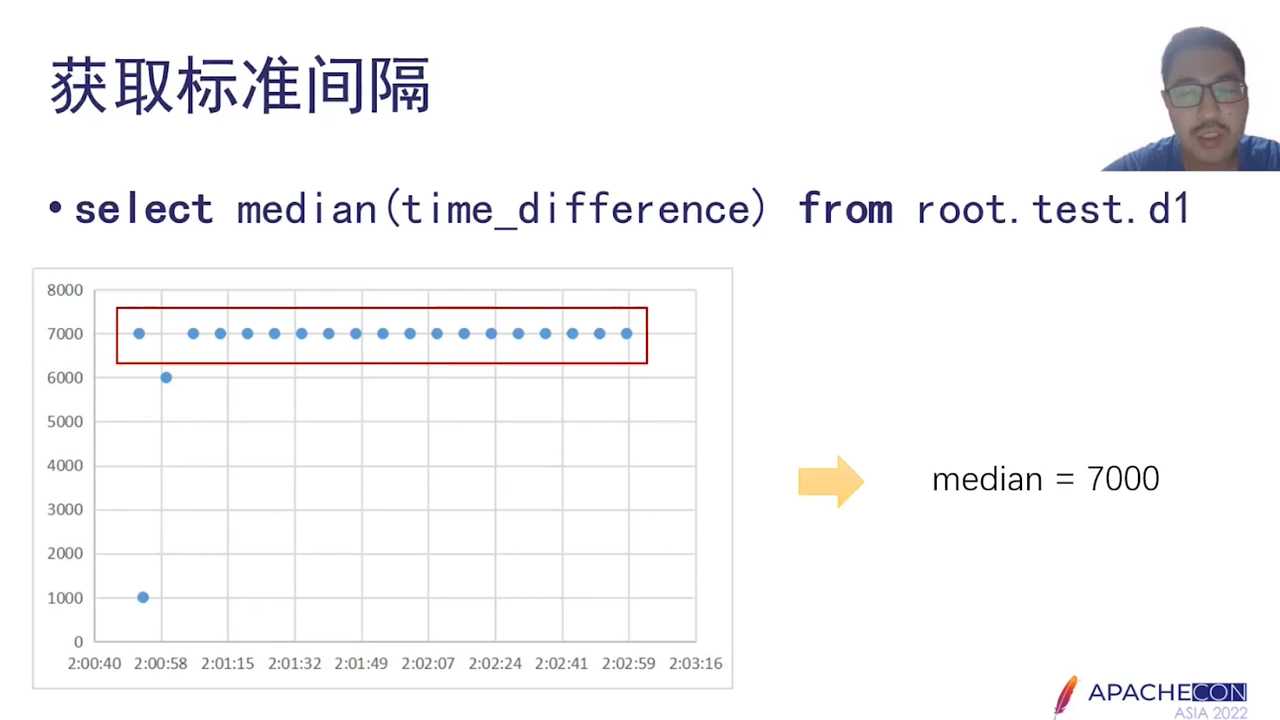 获取标准间隔
• select median(time_difference) from root.test.d1
8000
7000
6000
5000
4000
3000
2000
1000
0
2:00:40 2:00:58 2:01:15 2:01:32 2:01:49 2:02:07 2:02:24 2:02:41 2:02:59 2:03:16
median = 7000
APACHECON
ASIA 2022